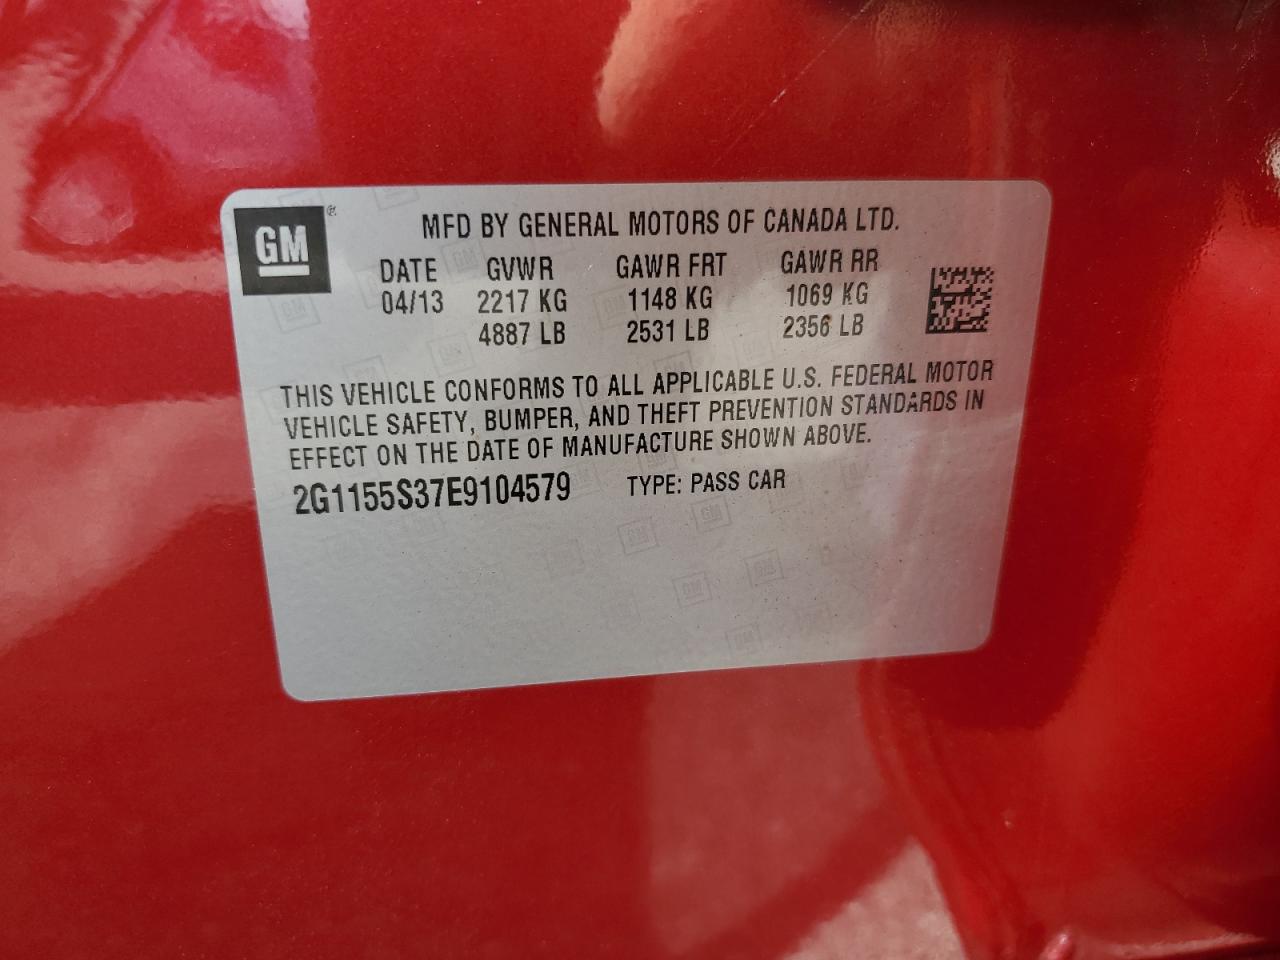 GM
MFD BY GENERAL MOTORS OF CANADA LTD.
DATE GVWR GAWR FRT GAWR RR
04/13 2217 KG 1148 KG 1069 KG
4887 LB 2531 LB 2356 LB
THIS VEHICLE CONFORMS TO ALL APPLICABLE U.S. FEDERAL MOTOR
VEHICLE SAFETY, BUMPER, AND THEFT PREVENTION STANDARDS IN
EFFECT ON THE DATE OF MANUFACTURE SHOWN ABOVE.
2G1155S37E9104579 TYPE: PASS CAR